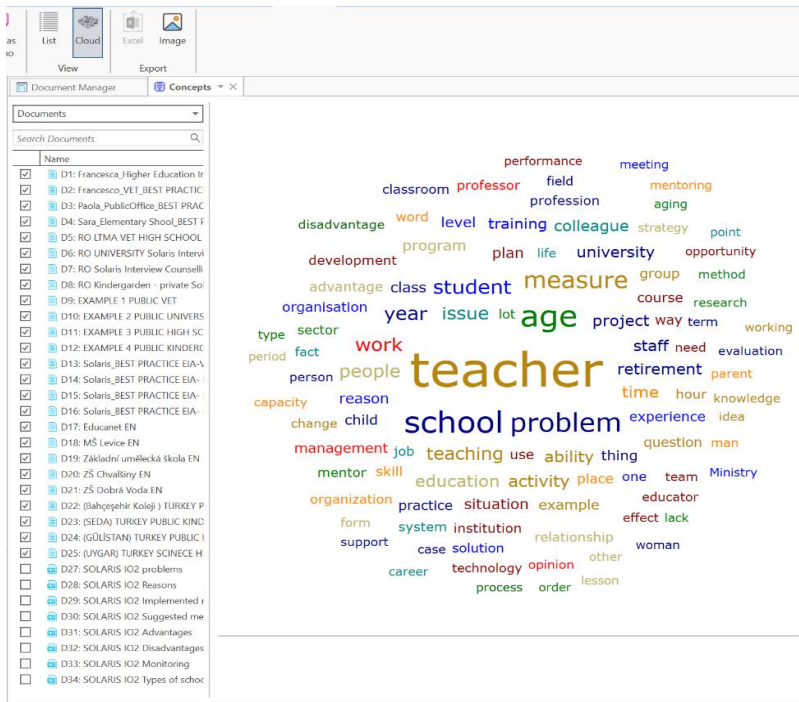 as
no
List
Cloud
Excel
Image
View
Export
Document Manager
Concepts
Documents
Search Documents
Name
D1: Francesca_Higher Education Ir
D2: Francesco_VET_BEST PRACTIC
D3: Paola_PublicOffice_BEST PRAC
D4: Sara_Elementary Shool_BEST F
D5: RO LTMA VET HIGH SCHOOL
D6: RO UNIVERSITY Solaris Intervi
D7: RO Solaris Interview Counselli
D8: RO Kindergarden - private Sol
D9: EXAMPLE 1 PUBLIC VET
D10: EXAMPLE 2 PUBLIC UNIVERS
D11: EXAMPLE 3 PUBLIC HIGH SC
D12: EXAMPLE 4 PUBLIC KINDERG
D13: Solaris_BEST PRACTICE EIA-V
D14: Solaris_BEST PRACTICE EIA-
D15: Solaris_BEST PRACTICE EIA-
D16: Solaris_BEST PRACTICE EIA-
D17: Educanet EN
D18: MŠ Levice EN
D19: Základní umělecká škola EN
D20: ZŠ Chvalšiny EN
D21: ZŠ Dobrá Voda EN
D22: (Bahçeşehir Koleji ) TURKEY P
D23: (SEDA) TURKEY PUBLIC KIND
D24: (GÜLİSTAN) TURKEY PUBLIC I
D25: (UYGAR) TURKEY SCINECE H
D27: SOLARIS IO2 problems
D28: SOLARIS IO2 Reasons
D29: SOLARIS IO2 Implemented r
D30: SOLARIS IO2 Suggested me
D31: SOLARIS IO2 Advantages
D32: SOLARIS IO2 Disadvantages
D33: SOLARIS IO2 Monitoring
D34: SOLARIS IO2 Types of schoc
performance meeting
classroom professor field mentoring
profession aging
disadvantage word level training colleague strategy point
program plan life university opportunity
development
advantage class student measure group method
organisation year issue lot age course research
type sector project way term working
period fact work staff need evaluation
person people teacher retirement parent
capacity reason time hour knowledge
change child school problem experience idea
management job teaching use ability thing question man
mentor skill education activity place one team Ministry
organization practice situation example educator
form system institution relationship effect lack
support case solution other woman
career technology opinion lesson
process order